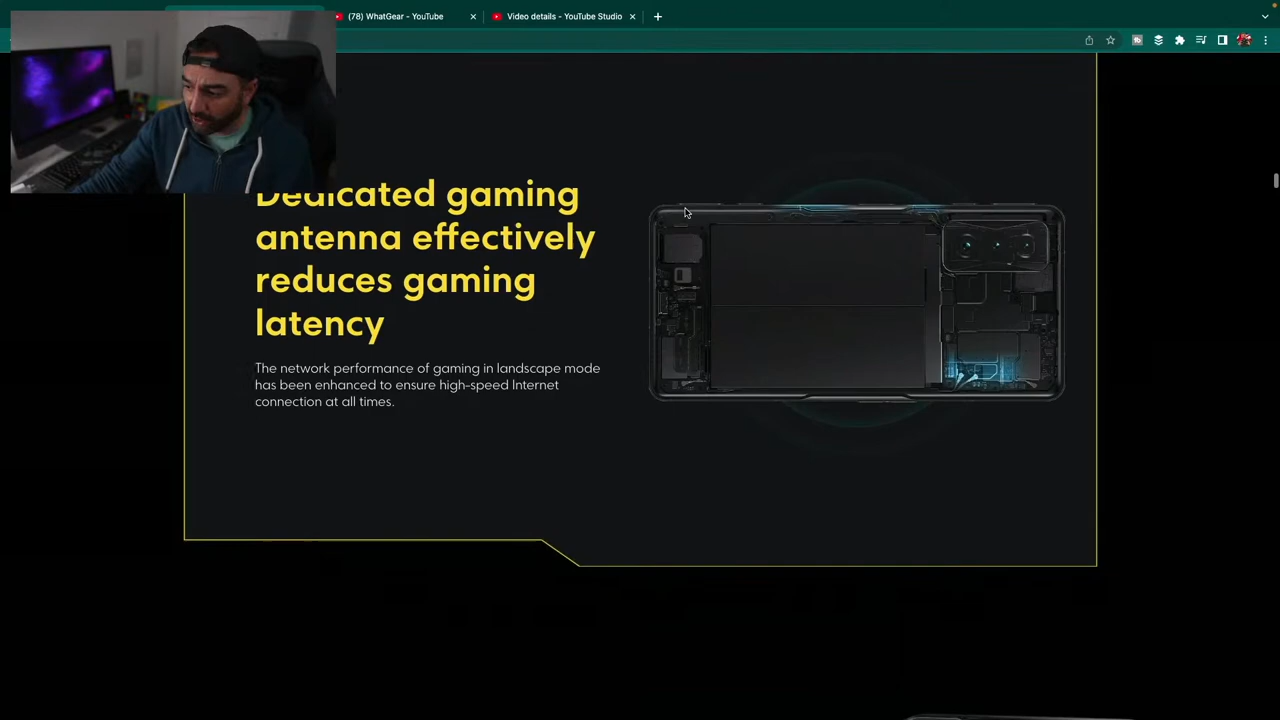 (78) WhatGear - YouTube
Video details - YouTube Studio
Dedicated gaming
antenna effectively
reduces gaming
latency
The network performance of gaming in landscape mode
has been enhanced to ensure high-speed Internet
connection at all times.